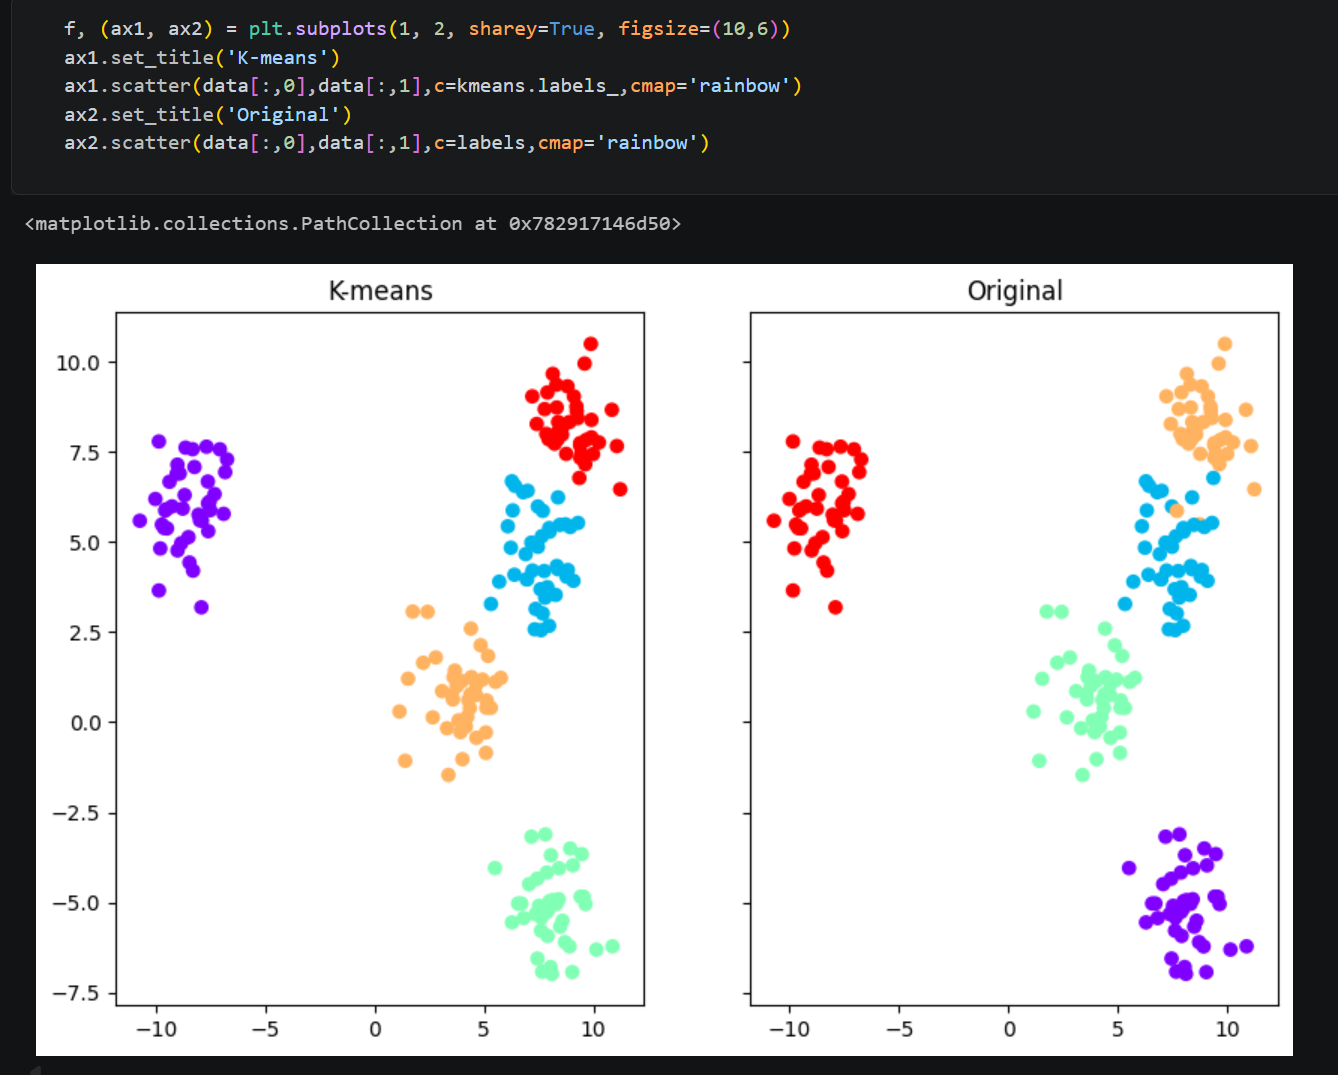 f, (ax1, ax2) = plt.subplots(1, 2, sharey=True, figsize=(10,6))
ax1.set_title('K-means')
ax1.scatter(data[:,0],data[:,1],c=kmeans.labels_,cmap='rainbow')
ax2.set_title('Original')
ax2.scatter(data[:,0],data[:,1],c=labels,cmap='rainbow')
<matplotlib.collections.PathCollection at 0x782917146d50>
K-means
Original
10.0
7.5
5.0
2.5
0.0
−2.5
−5.0
−7.5
−10 −5 0 5 10
−10 −5 0 5 10